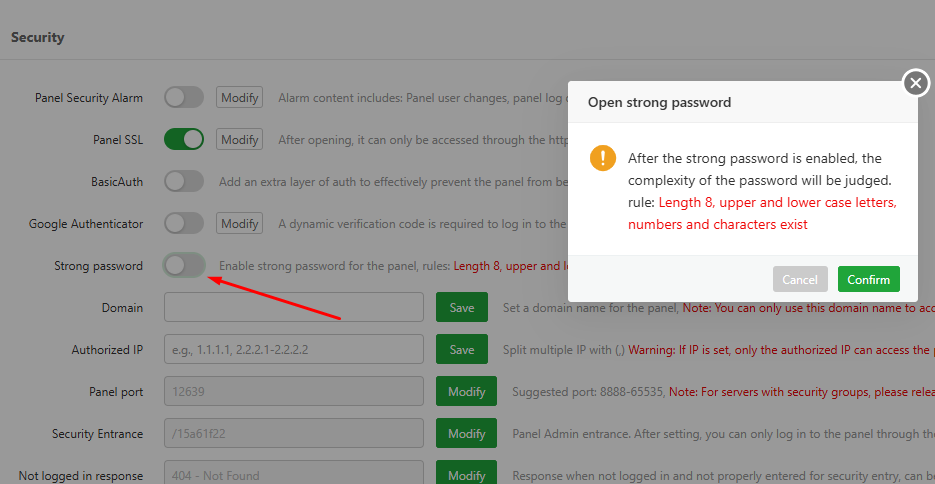 Security
Panel Security Alarm Modify Alarm content includes: Panel user changes, panel log
Panel SSL Modify After opening, it can only be accessed through the
BasicAuth Add an extra layer of auth to effectively prevent the panel from
Google Authenticator Modify A dynamic verification code is required to log in to the
Strong password Enable strong password for the panel, rules: Length 8, upper and
Domain Save Set a domain name for the panel, Note: You can only use this domain name to
Authorized IP e.g., 1.1.1.1, 2.2.2.1-2.2.2.2 Save Split multiple IP with (,) Warning: If IP is set, only the authorized IP can access the
Panel port 12639 Modify Suggested port: 8888-65535, Note: For servers with security groups, please
Security Entrance /15a61f22 Modify Panel Admin entrance. After setting, you can only log in to the panel through
Not logged in response 404 - Not Found Modify Response when not logged in and not properly entered for security entry, can
Open strong password
After the strong password is enabled, the
complexity of the password will be judged.
rule: Length 8, upper and lower case letters,
numbers and characters exist
Cancel Confirm